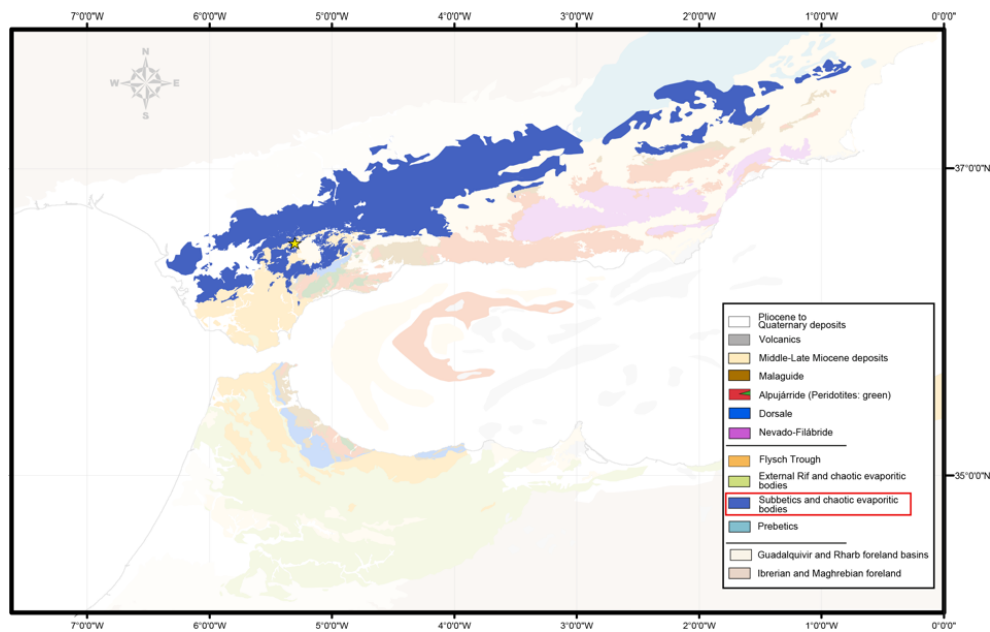 7°0'0"W 6°0'0"W 5°0'0"W 4°0'0"W 3°0'0"W 2°0'0"W 1°0'0"W 0°0'0"
N
W E
S
37°0'0"N
35°0'0"N
Pliocene to
Quaternary deposits
Volcanics
Middle-Late Miocene deposits
Malaguide
Alpujárride (Peridotites: green)
Dorsale
Nevado-Filábride
Flysch Trough
External Rif and chaotic evaporitic
bodies
Subbetics and chaotic evaporitic
bodies
Prebetics
Guadalquivir and Rharb foreland basins
Ibrerian and Maghrebian foreland
7°0'0"W 6°0'0"W 5°0'0"W 4°0'0"W 3°0'0"W 2°0'0"W 1°0'0"W 0°0'0"